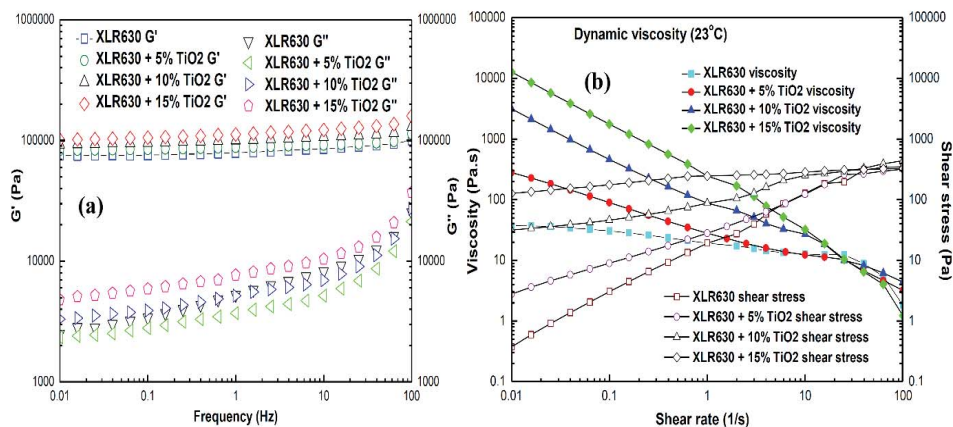 1000000
100000
10000
1000
G' (Pa)
XLR630 G'
XLR630 + 5% TiO2 G'
XLR630 + 10% TiO2 G'
XLR630 + 15% TiO2 G'
XLR630 G"
XLR630 + 5% TiO2 G"
XLR630 + 10% TiO2 G"
XLR630 + 15% TiO2 G"
(a)
1000000
100000
10000
1000
G" (Pa)
0.01
0.1
1
10
100
Frequency (Hz)
100000
10000
1000
100
10
1
0.1
Viscosity (Pa.s)
Dynamic viscosity (23°C)
(b)
XLR630 viscosity
XLR630 + 5% TiO2 viscosity
XLR630 + 10% TiO2 viscosity
XLR630 + 15% TiO2 viscosity
XLR630 shear stress
XLR630 + 5% TiO2 shear stress
XLR630 + 10% TiO2 shear stress
XLR630 + 15% TiO2 shear stress
100000
10000
1000
100
10
1
0.1
Shear stress (Pa)
0.01
0.1
1
10
100
Shear rate (1/s)